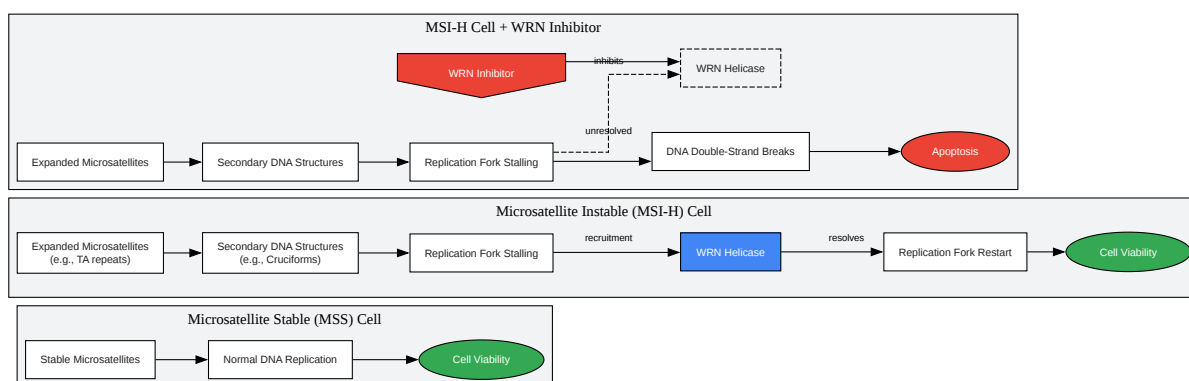 MSI-H Cell + WRN Inhibitor
WRN Inhibitor
inhibits
WRN Helicase
unresolved
Expanded Microsatellites
Secondary DNA Structures
Replication Fork Stalling
DNA Double-Strand Breaks
Apoptosis
Microsatellite Instable (MSI-H) Cell
Expanded Microsatellites
(e.g., TA repeats)
Secondary DNA Structures
(e.g., Cruciforms)
Replication Fork Stalling
recruitment
WRN Helicase
resolves
Replication Fork Restart
Cell Viability
Microsatellite Stable (MSS) Cell
Stable Microsatellites
Normal DNA Replication
Cell Viability